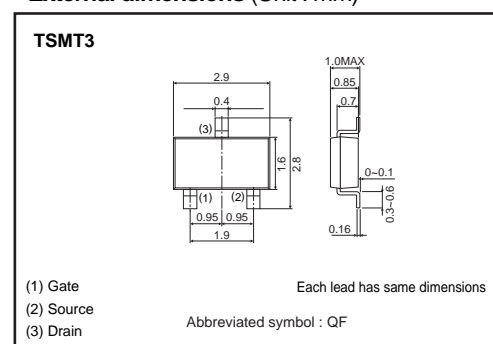 External dimensions (Unit : mm)
TSMT3
1.0MAX
2.9
0.85
0.4
0.7
(3)
1.6
2.8
0~0.1
(1)
(2)
0.3~0.6
0.95
0.95
0.16
1.9
(1) Gate
Each lead has same dimensions
(2) Source
Abbreviated symbol : QF
(3) Drain